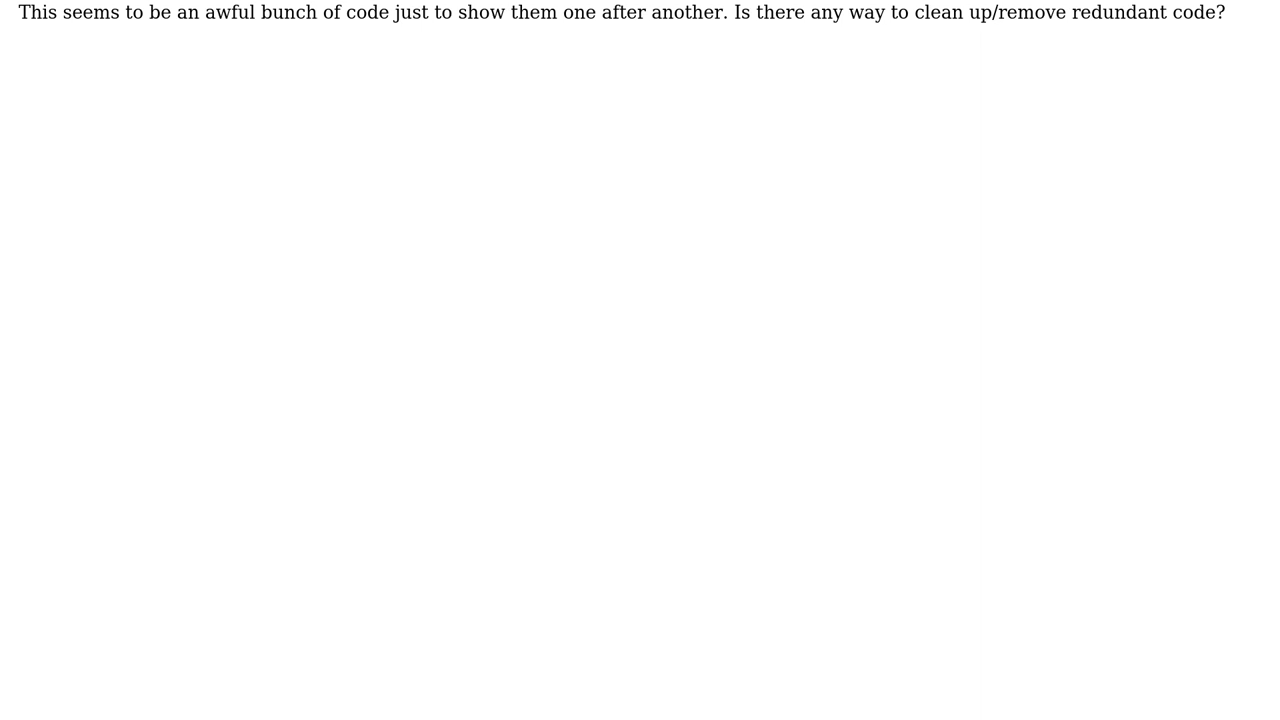 This seems to be an awful bunch of code just to show them one after another. Is there any way to clean up/remove redundant code?